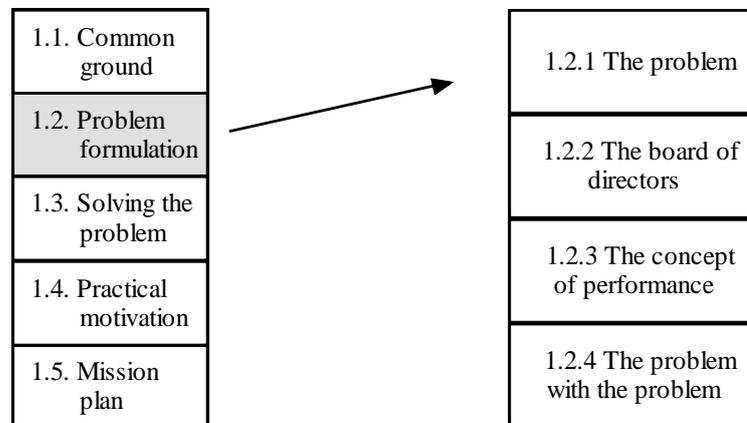 1.1. Common
ground
1.2. Problem
formulation
1.3. Solving the
problem
1.4. Practical
motivation
1.5. Mission
plan
1.2.1 The problem
1.2.2 The board of
directors
1.2.3 The concept
of performance
1.2.4 The problem
with the problem